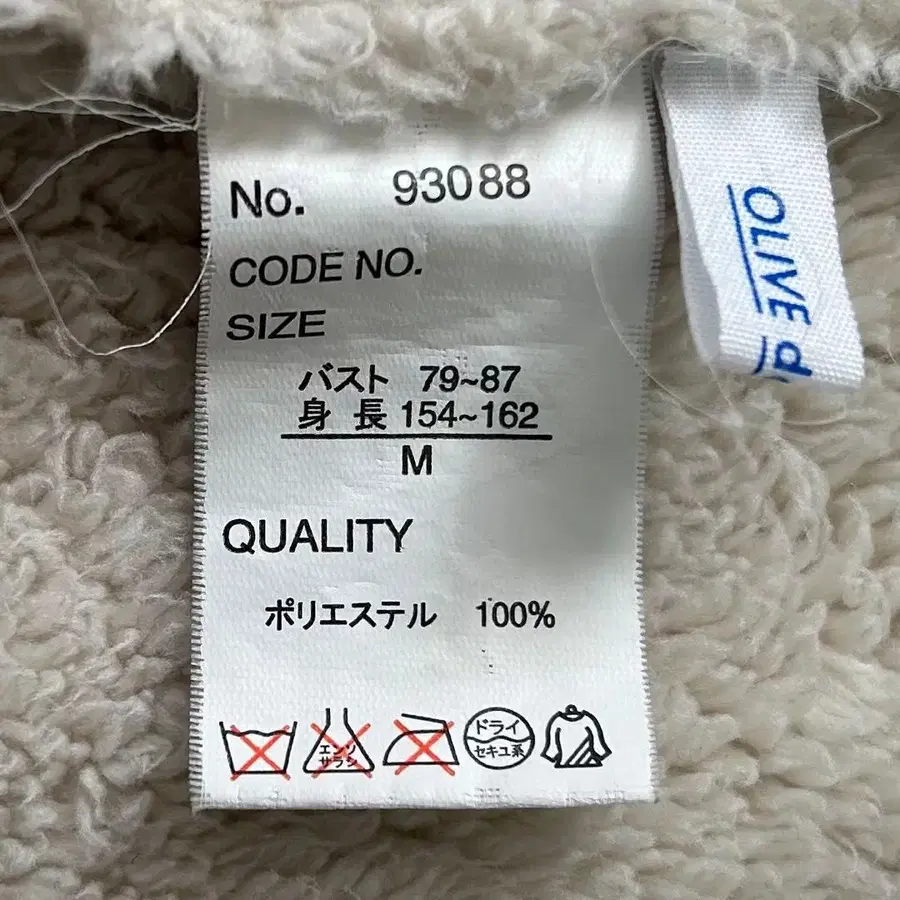 No. 93088
CODE NO.
SIZE
バスト 79~87
身長 154~162
M
QUALITY
ポリエステル 100%
エンソ
サラシ
ドライ
セキユ系
OLIVE